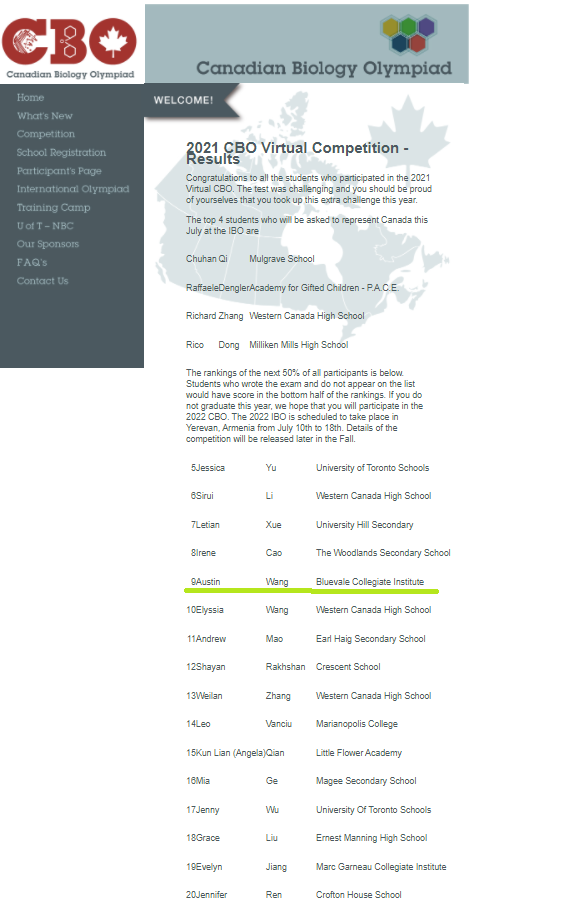 CBO
Canadian Biology Olympiad
Canadian Biology Olympiad
Home
What's New
Competition
School Registration
Participant's Page
International Olympiad
Training Camp
U of T – NBC
Our Sponsors
F.A.Q's
Contact Us
WELCOME!
2021 CBO Virtual Competition -
Results
Congratulations to all the students who participated in the 2021
Virtual CBO. The test was challenging and you should be proud
of yourselves that you took up this extra challenge this year.
The top 4 students who will be asked to represent Canada this
July at the IBO are
Chuhan Qi Mulgrave School
RaffaeleDenglerAcademy for Gifted Children - P.A.C.E.
Richard Zhang Western Canada High School
Rico Dong Milliken Mills High School
The rankings of the next 50% of all participants is below.
Students who wrote the exam and do not appear on the list
would have score in the bottom half of the rankings. If you do
not graduate this year, we hope that you will participate in the
2022 CBO. The 2022 IBO is scheduled to take place in
Yerevan, Armenia from July 10th to 18th. Details of the
competition will be released later in the Fall.
5Jessica Yu University of Toronto Schools
6Sirui Li Western Canada High School
7Letian Xue University Hill Secondary
8Irene Cao The Woodlands Secondary School
9Austin Wang Bluevale Collegiate Institute
10Elyssia Wang Western Canada High School
11Andrew Mao Earl Haig Secondary School
12Shayan Rakhshan Crescent School
13Weilan Zhang Western Canada High School
14Leo Vanciu Marianopolis College
15Kun Lian (Angela)Qian Little Flower Academy
16Mia Ge Magee Secondary School
17Jenny Wu University Of Toronto Schools
18Grace Liu Ernest Manning High School
19Evelyn Jiang Marc Garneau Collegiate Institute
20Jennifer Ren Crofton House School